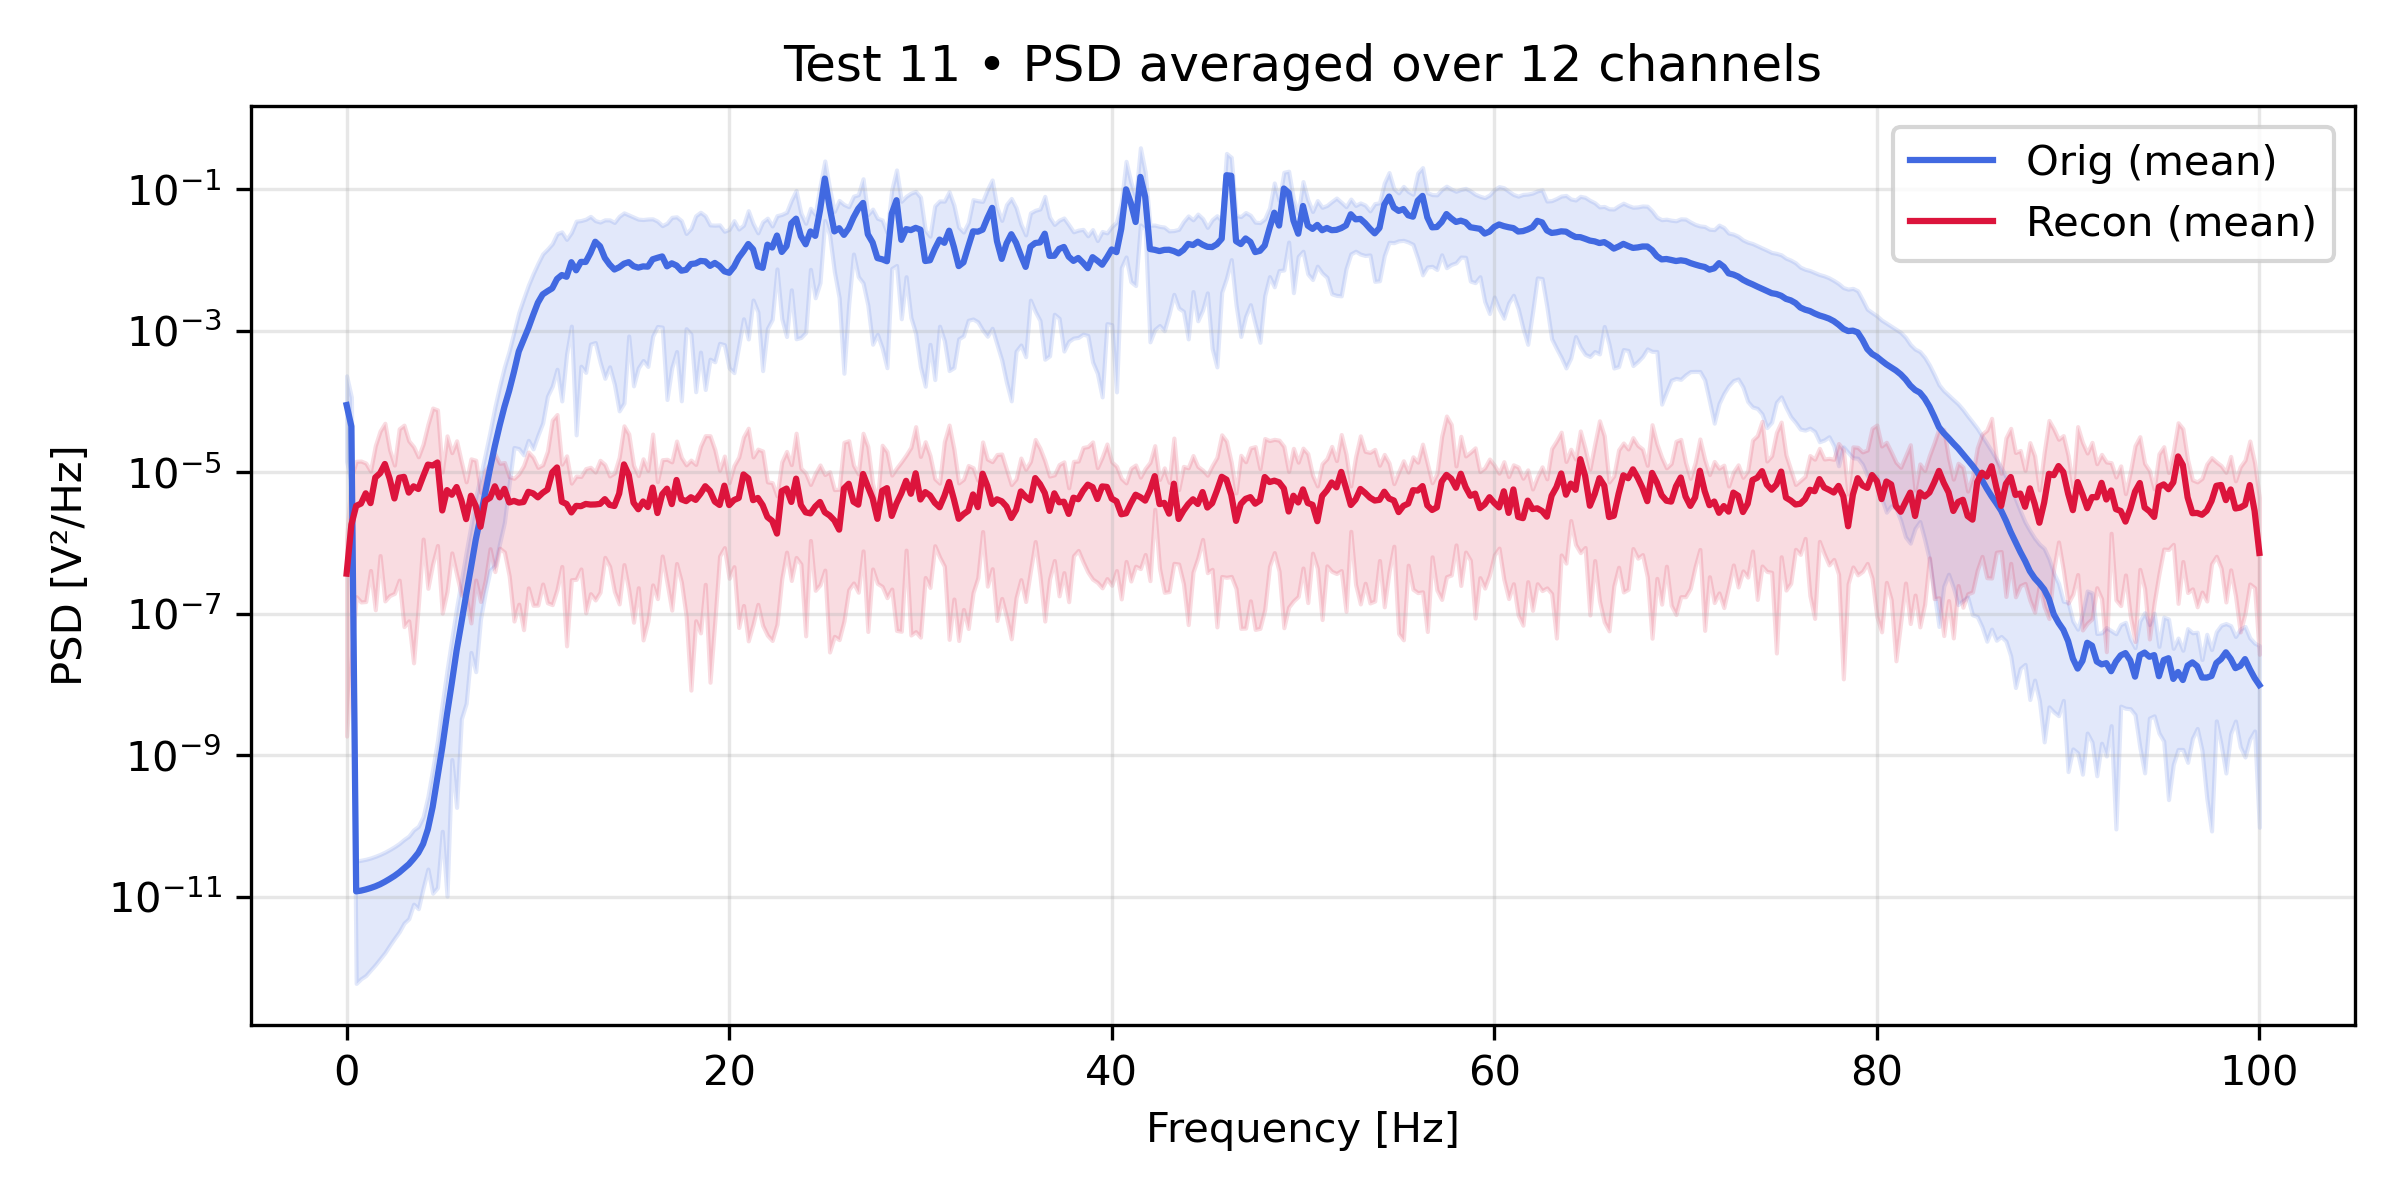 Test 11 • PSD averaged over 12 channels
Orig (mean)
Recon (mean)
PSD [V²/Hz]
10⁻¹
10⁻³
10⁻⁵
10⁻⁷
10⁻⁹
10⁻¹¹
0 20 40 60 80 100
Frequency [Hz]